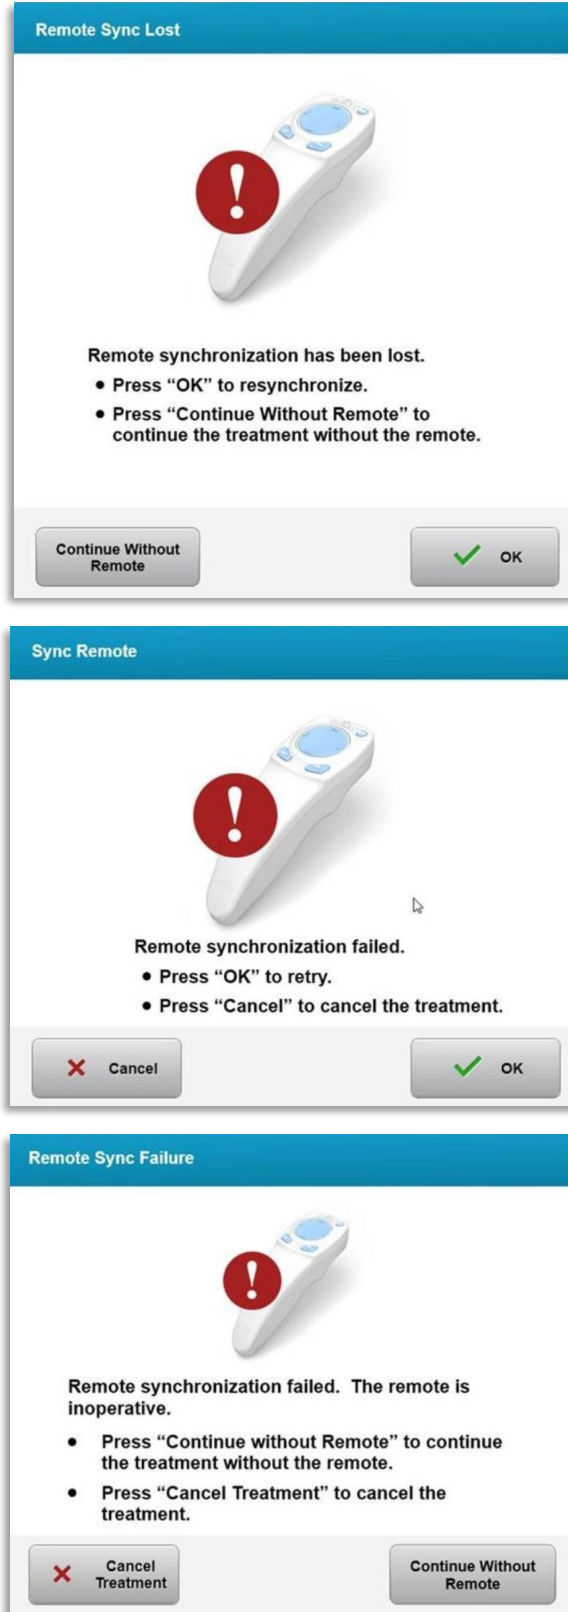 Remote Sync Lost
Remote synchronization has been lost.
● Press “OK” to resynchronize.
● Press “Continue Without Remote” to
continue the treatment without the remote.
Continue Without
Remote
OK
Sync Remote
Remote synchronization failed.
● Press “OK” to retry.
● Press “Cancel” to cancel the treatment.
Cancel
OK
Remote Sync Failure
Remote synchronization failed.  The remote is
inoperative.
● Press “Continue without Remote” to continue
the treatment without the remote.
● Press “Cancel Treatment” to cancel the
treatment.
Cancel
Treatment
Continue Without
Remote